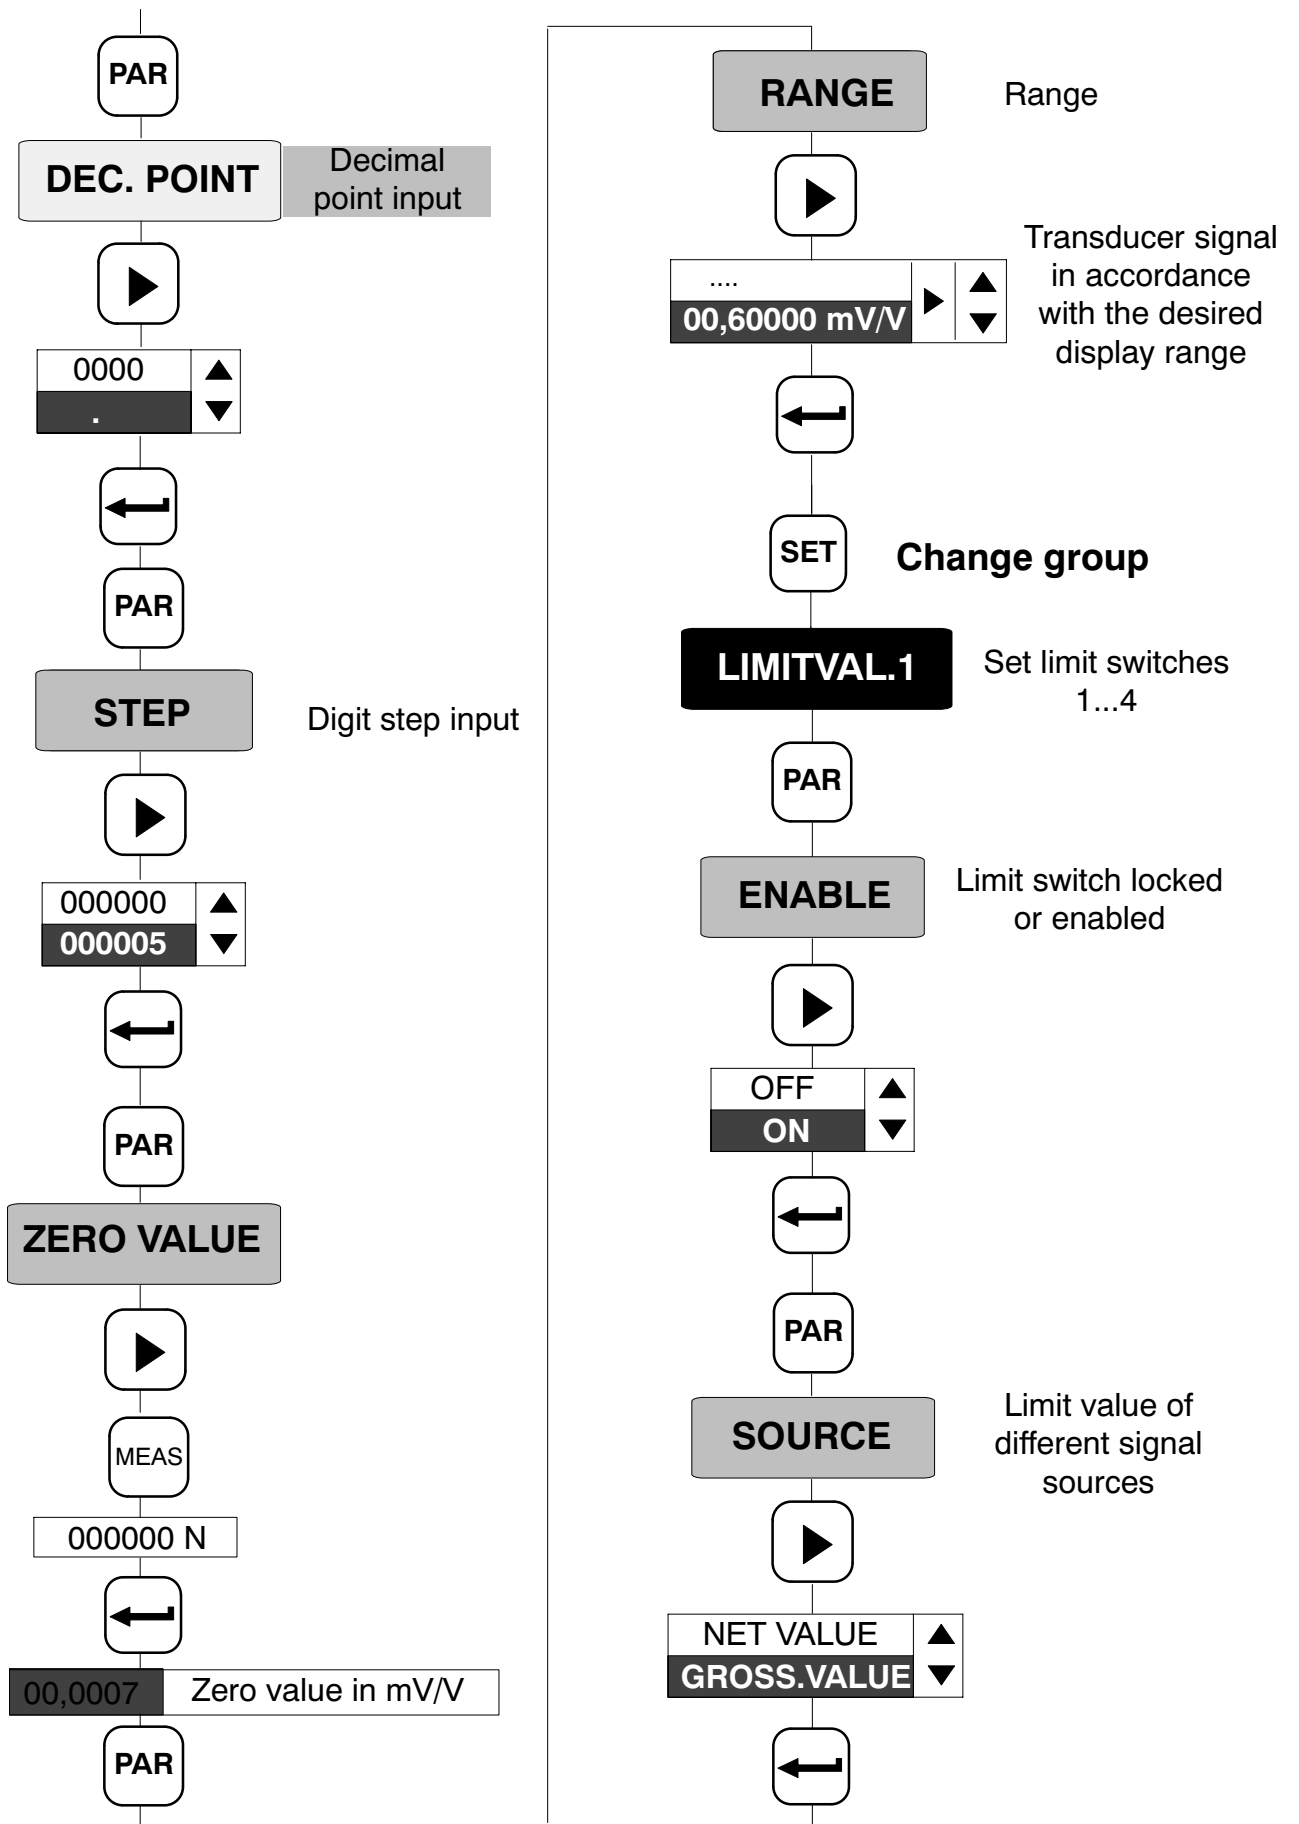 PAR
DEC. POINT
Decimal
point input
0000
.
PAR
STEP
Digit step input
000000
000005
PAR
ZERO VALUE
MEAS
000000 N
00,0007
Zero value in mV/V
PAR
RANGE
Range
....
00,60000 mV/V
Transducer signal
in accordance
with the desired
display range
SET
Change group
LIMITVAL.1
Set limit switches
1...4
PAR
ENABLE
Limit switch locked
or enabled
OFF
ON
PAR
SOURCE
Limit value of
different signal
sources
NET VALUE
GROSS.VALUE